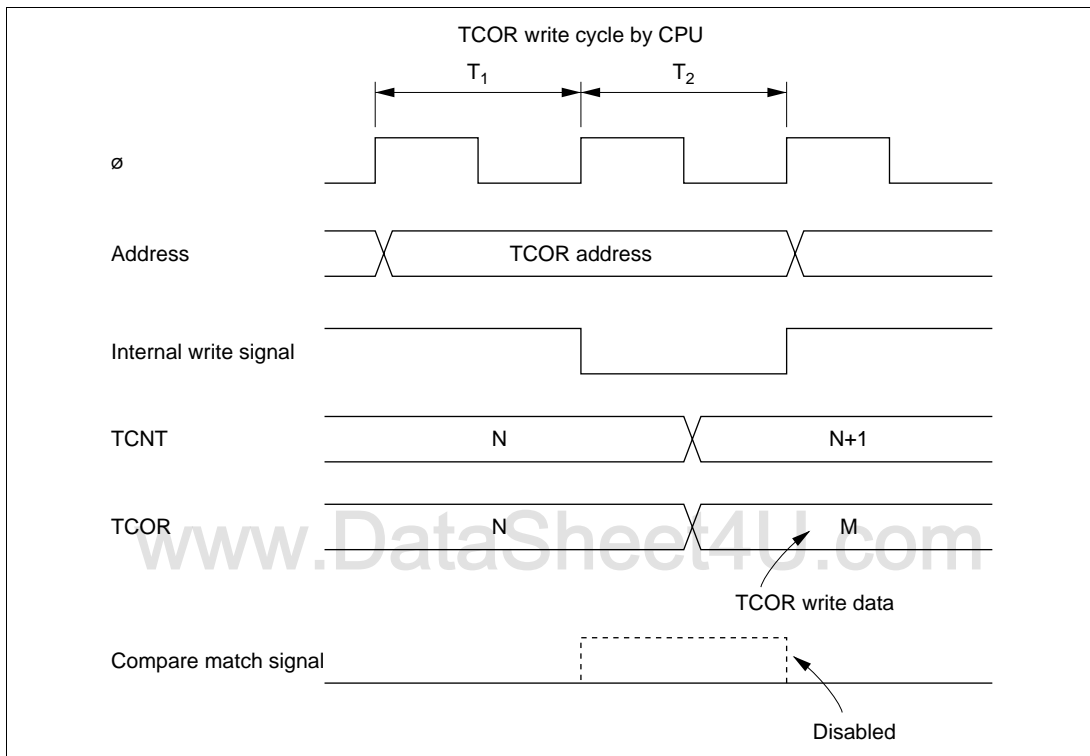 TCOR write cycle by CPU
T1 T2
ø
Address TCOR address
Internal write signal
TCNT N N+1
TCOR N M
www.DataSheet4U.com
TCOR write data
Compare match signal
Disabled